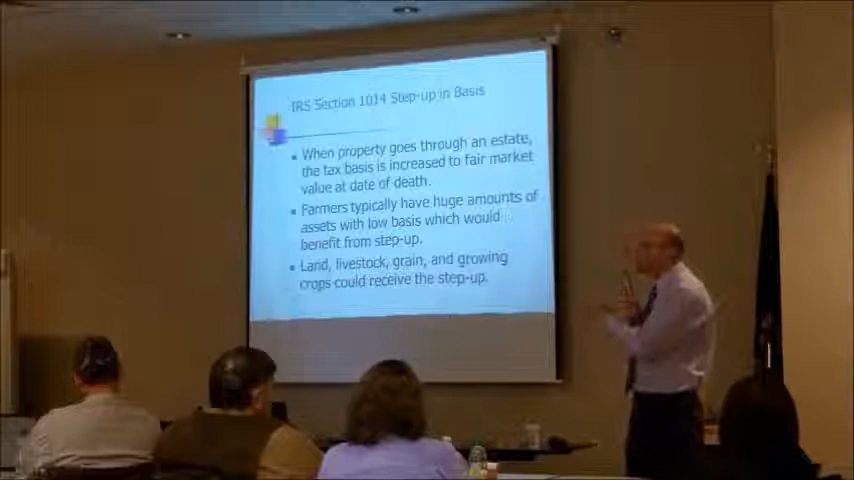 IRS Section 1014 Step-up in Basis
▪ When property goes through an estate,
the tax basis is increased to fair market
value at date of death.
▪ Farmers typically have huge amounts of
assets with low basis which would
benefit from step-up.
▪ Land, livestock, grain, and growing
crops could receive the step-up.